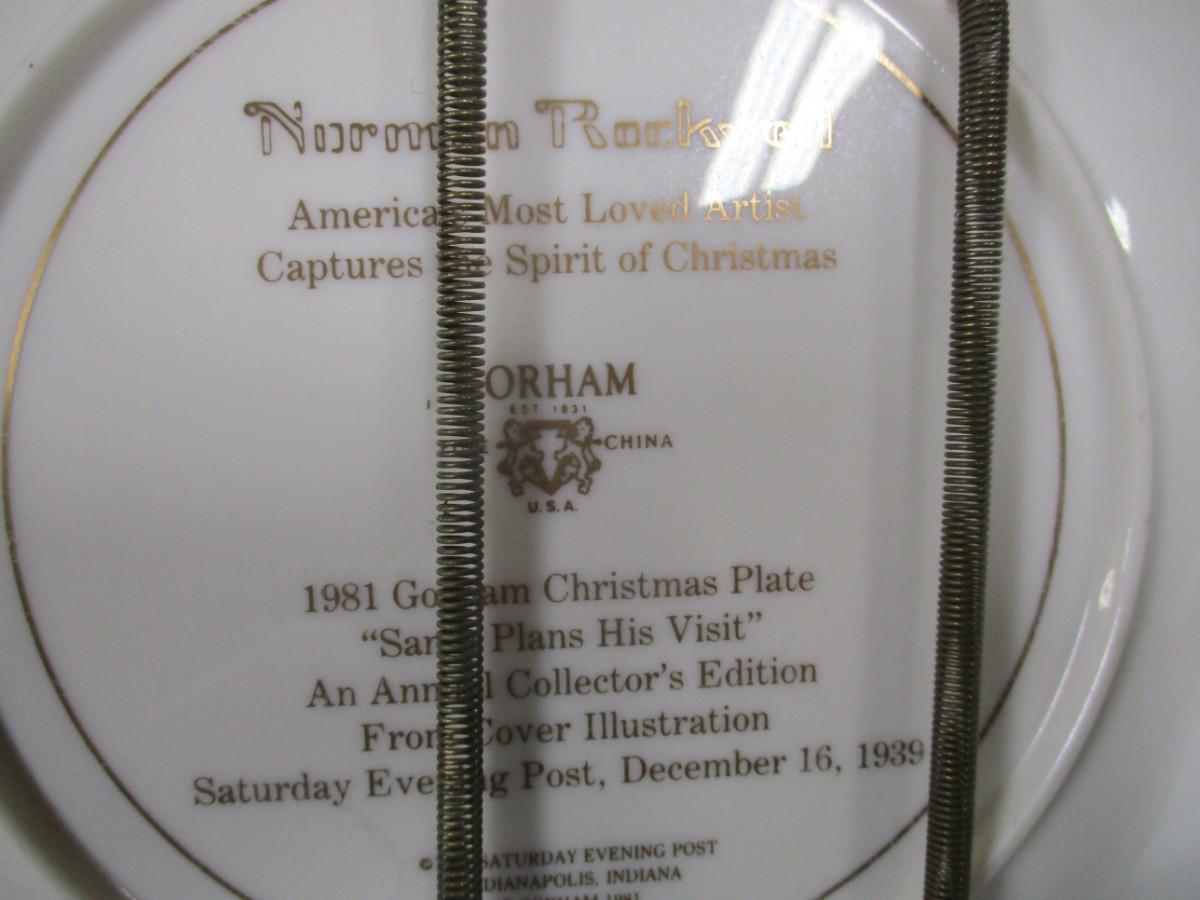 Norman Rockwell
America's Most Loved Artist
Captures the Spirit of Christmas
GORHAM
EST 1831
CHINA
U.S.A.
1981 Gorham Christmas Plate
“Santa Plans His Visit”
An Annual Collector's Edition
From Cover Illustration
Saturday Evening Post, December 16, 1939
© SATURDAY EVENING POST
INDIANAPOLIS, INDIANA
GORHAM 1981